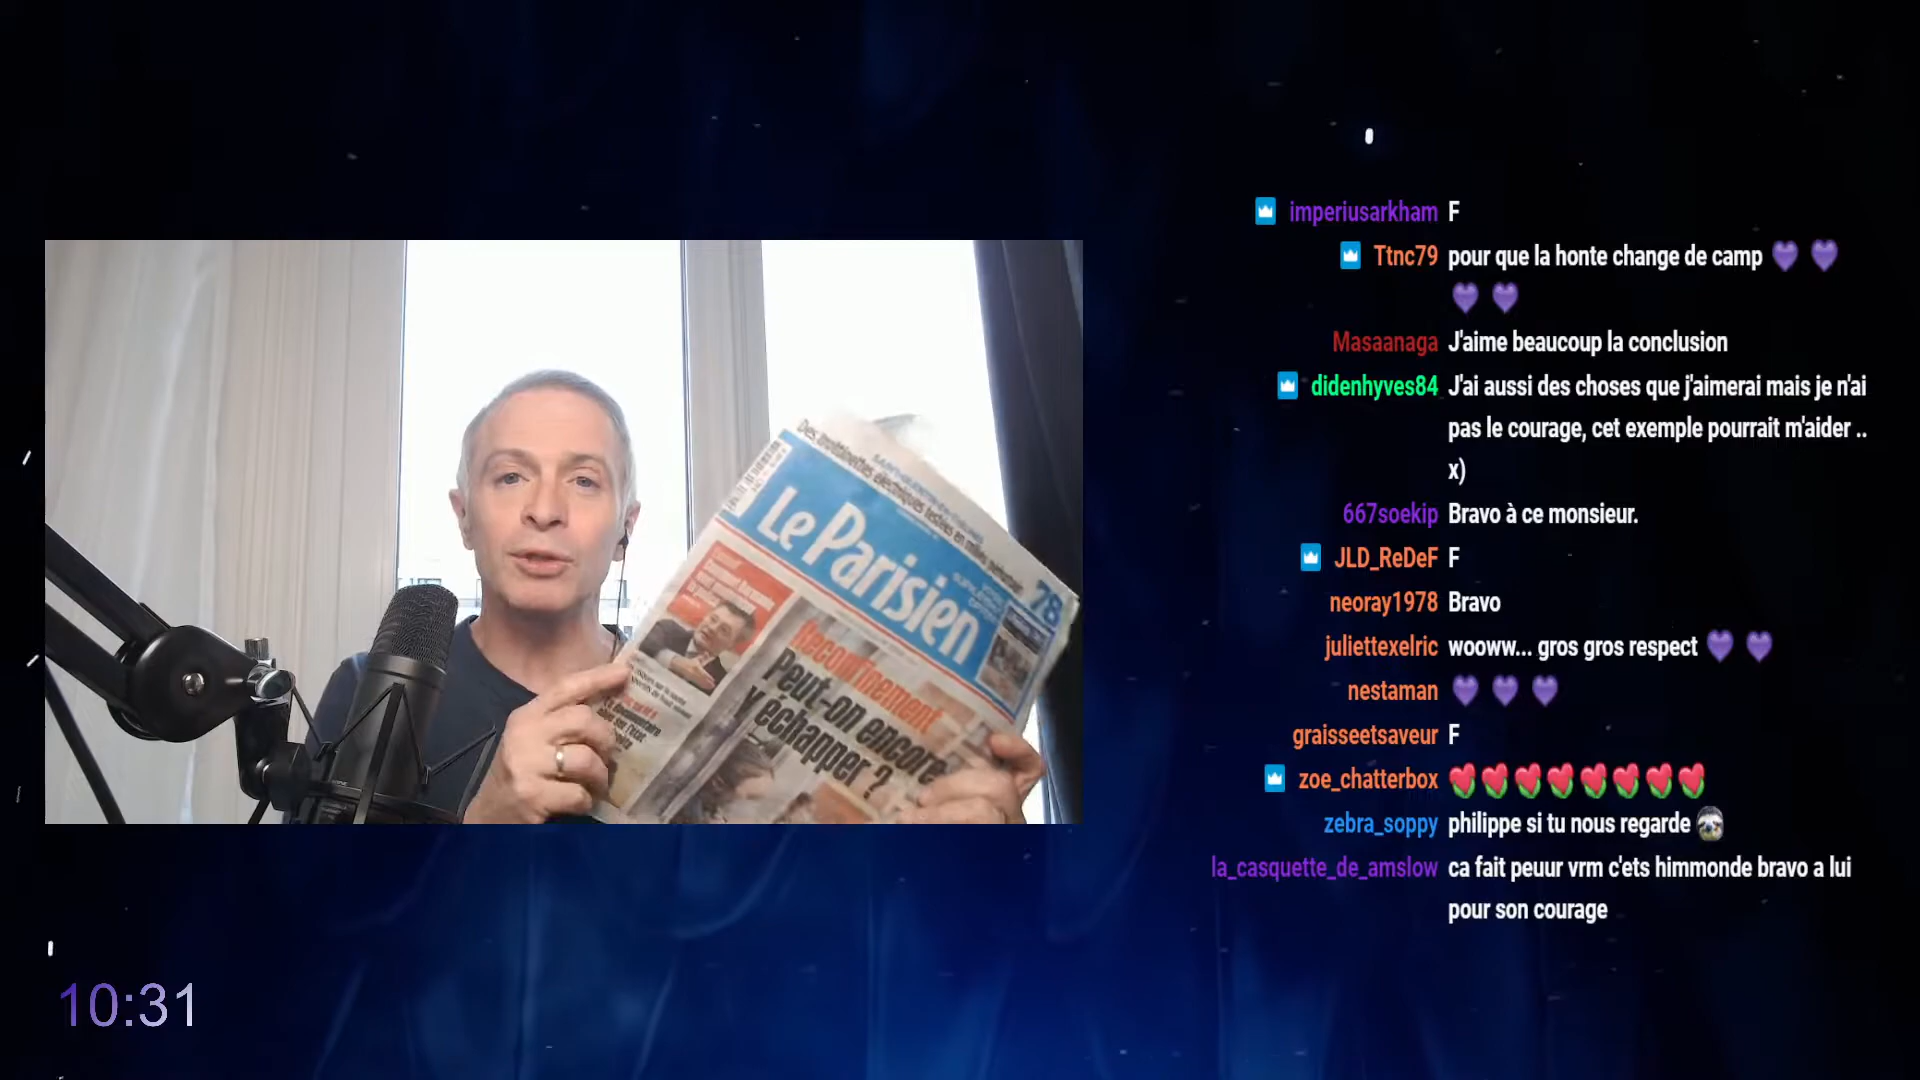 Le Parisien
78
Reconfinement
Peut-on encore
y échapper ?
imperiusarkham F
Ttnc79 pour que la honte change de camp 💜 💜
💜 💜
Masaanaga J'aime beaucoup la conclusion
didenhyves84 J'ai aussi des choses que j'aimerai mais je n'ai
pas le courage, cet exemple pourrait m'aider ..
x)
667soekip Bravo à ce monsieur.
JLD_ReDeF F
neoray1978 Bravo
juliettexelric wooww... gros gros respect 💜 💜
nestaman 💜 💜 💜
graisseetsaveur F
zoe_chatterbox
zebra_soppy philippe si tu nous regarde
la_casquette_de_amslow ca fait peuur vrm c'ets himmonde bravo a lui
pour son courage
10:31